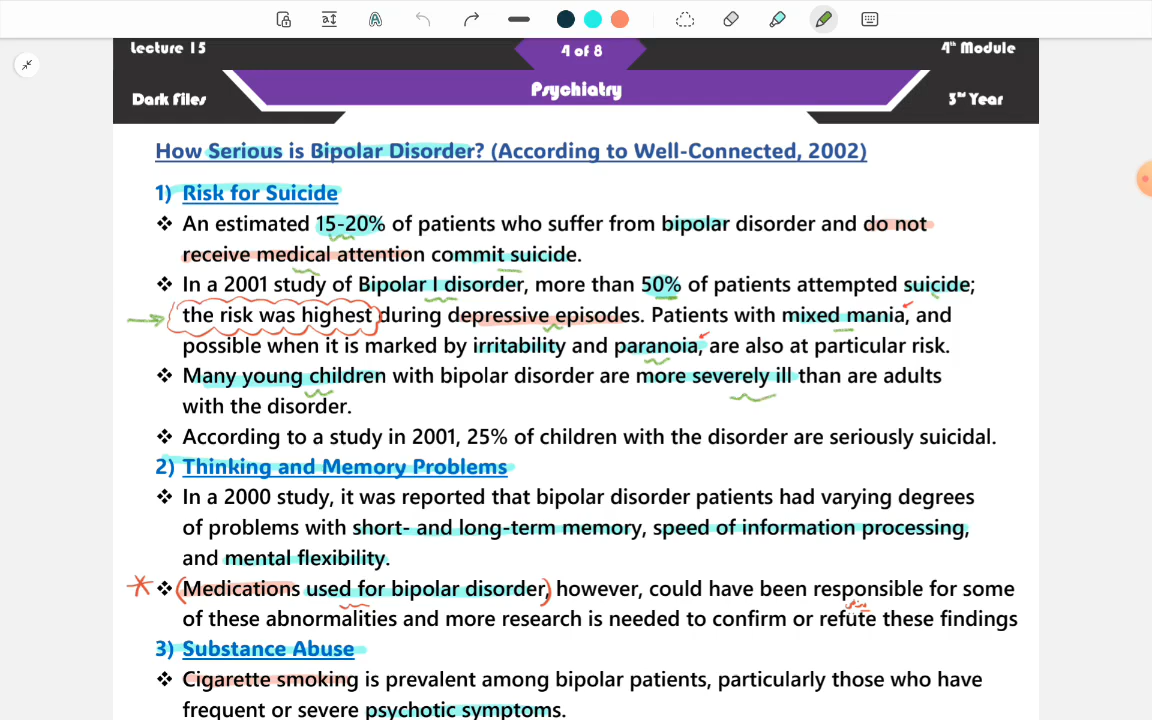 Lecture 15
4 of 8
4th Module
Psychiatry
Dark Files
3rd Year
How Serious is Bipolar Disorder? (According to Well-Connected, 2002)
1) Risk for Suicide
❖ An estimated 15-20% of patients who suffer from bipolar disorder and do not
receive medical attention commit suicide.
❖ In a 2001 study of Bipolar I disorder, more than 50% of patients attempted suicide;
the risk was highest during depressive episodes. Patients with mixed mania, and
possible when it is marked by irritability and paranoia, are also at particular risk.
❖ Many young children with bipolar disorder are more severely ill than are adults
with the disorder.
❖ According to a study in 2001, 25% of children with the disorder are seriously suicidal.
2) Thinking and Memory Problems
❖ In a 2000 study, it was reported that bipolar disorder patients had varying degrees
of problems with short- and long-term memory, speed of information processing,
and mental flexibility.
❖ (Medications used for bipolar disorder), however, could have been responsible for some
of these abnormalities and more research is needed to confirm or refute these findings
3) Substance Abuse
❖ Cigarette smoking is prevalent among bipolar patients, particularly those who have
frequent or severe psychotic symptoms.